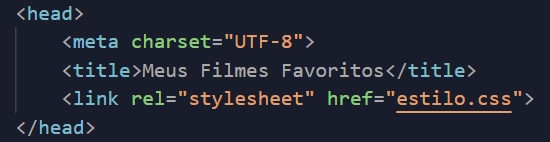 <head>
<meta charset="UTF-8">
<title>Meus Filmes Favoritos</title>
<link rel="stylesheet" href="estilo.css">
</head>